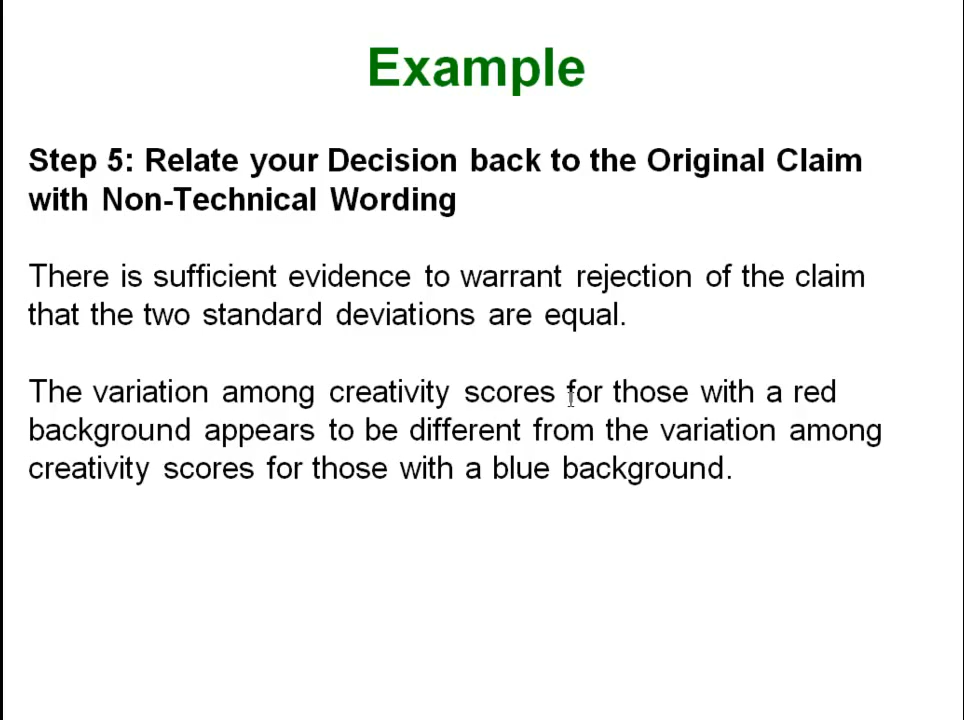 Example
Step 5: Relate your Decision back to the Original Claim
with Non-Technical Wording
There is sufficient evidence to warrant rejection of the claim
that the two standard deviations are equal.
The variation among creativity scores for those with a red
background appears to be different from the variation among
creativity scores for those with a blue background.